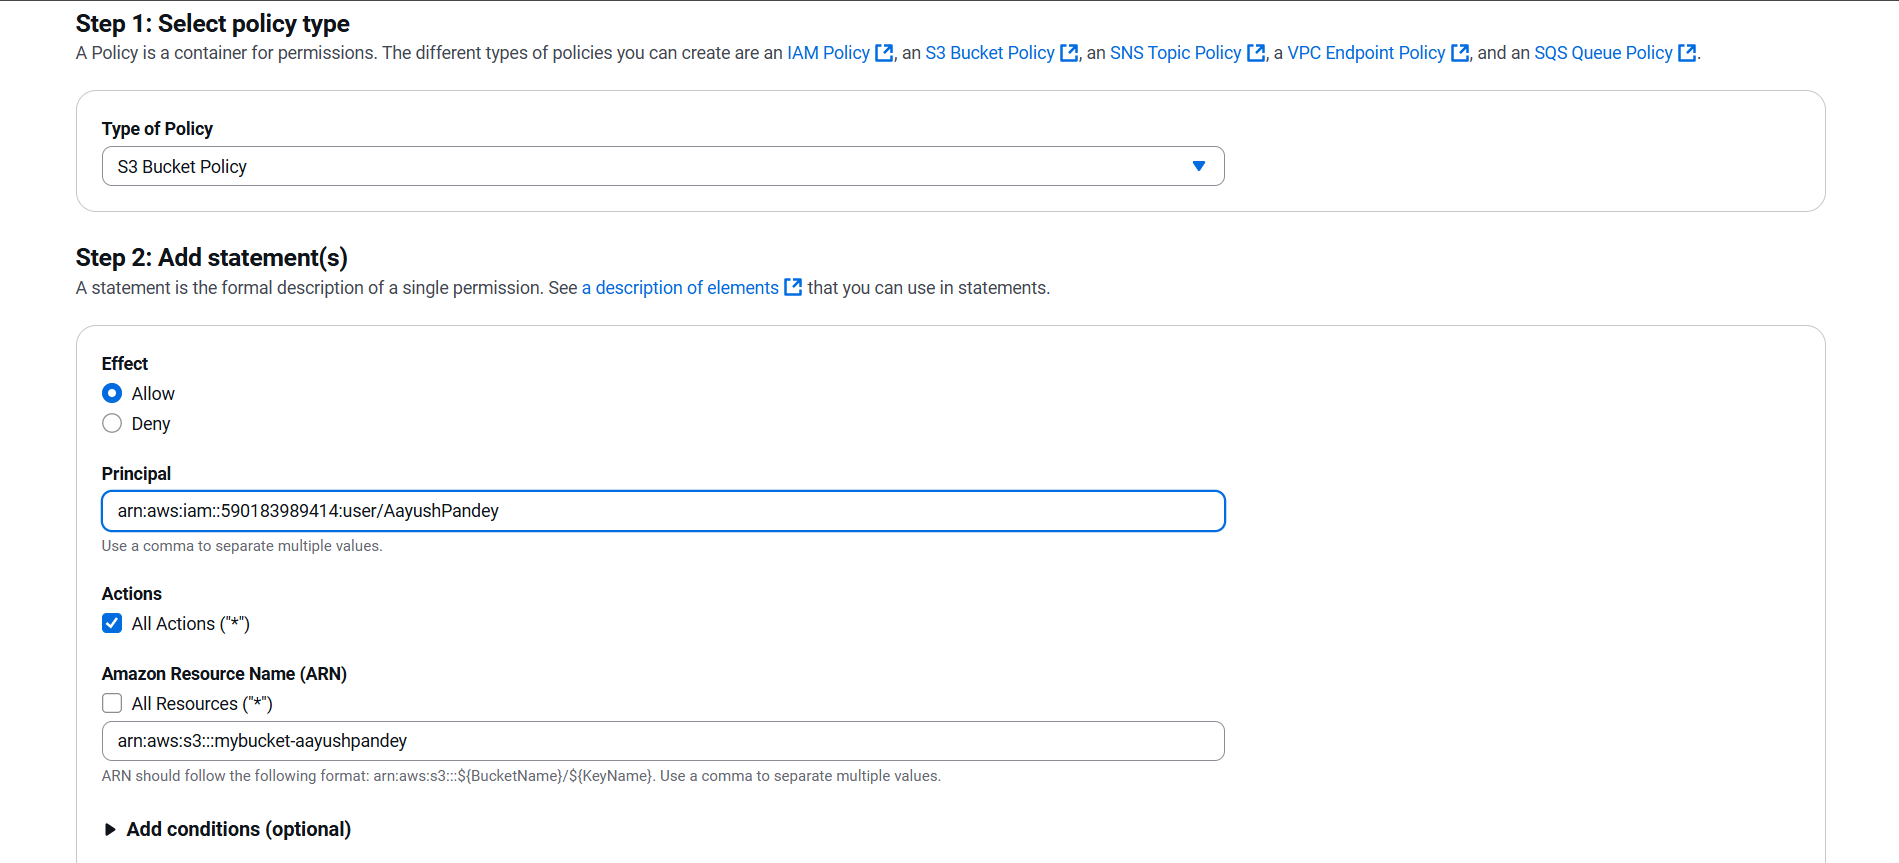 Step 1: Select policy type
A Policy is a container for permissions. The different types of policies you can create are an IAM Policy, an S3 Bucket Policy, an SNS Topic Policy, a VPC Endpoint Policy, and an SQS Queue Policy.
Type of Policy
S3 Bucket Policy
Step 2: Add statement(s)
A statement is the formal description of a single permission. See a description of elements that you can use in statements.
Effect
Allow
Deny
Principal
arn:aws:iam::590183989414:user/AayushPandey
Use a comma to separate multiple values.
Actions
All Actions ("*")
Amazon Resource Name (ARN)
All Resources ("*")
arn:aws:s3:::mybucket-aayushpandey
ARN should follow the following format: arn:aws:s3:::${BucketName}/${KeyName}. Use a comma to separate multiple values.
Add conditions (optional)